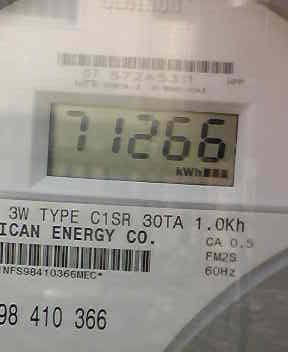 71266
kWh
3W TYPE C1SR 30TA 1.0Kh
ICAN ENERGY CO.
CA 0.5
FM2S
60Hz
NFS98410366MEC*
98 410 366